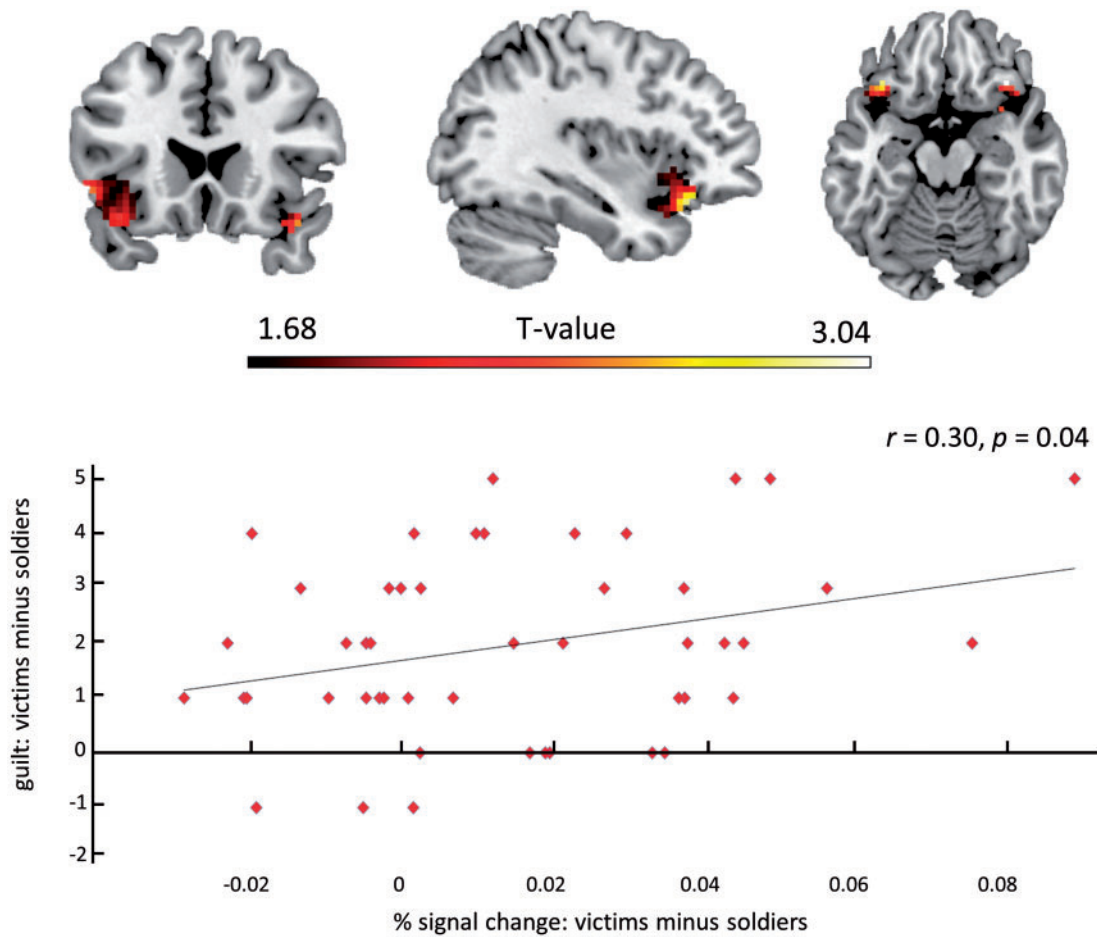 1.68 T-value 3.04
r = 0.30, p = 0.04
guilt: victims minus soldiers
5
4
3
2
1
0
-1
-2
-0.02 0 0.02 0.04 0.06 0.08
% signal change: victims minus soldiers